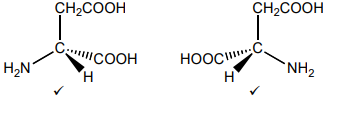 CH₂COOH CH₂COOH
C COOH HOOC C
H₂N H H NH₂
✓ ✓